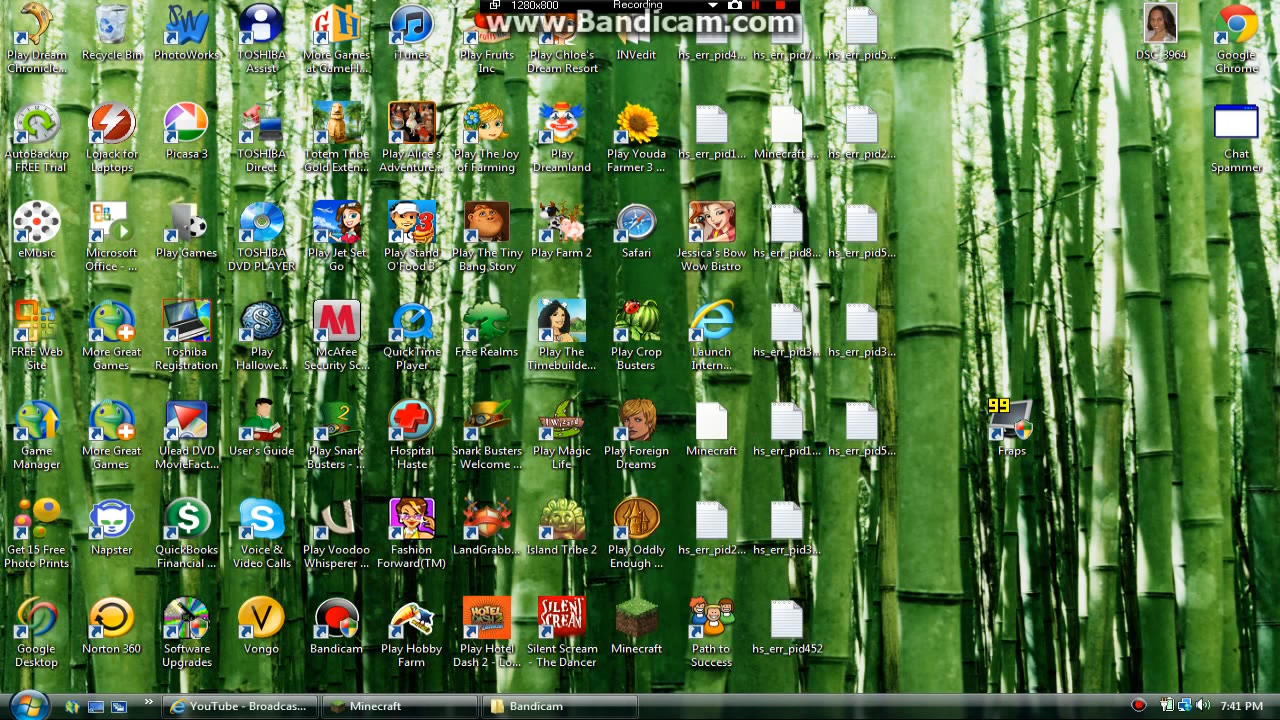 1280x800 Recording
www.Bandicam.com
Play Dream
Chronicle...
Recycle Bin
PhotoWorks
TOSHIBA
Assist
More Games
at GameH...
iTunes
Play Fruits
Inc
Play Chloe's
Dream Resort
INVedit
hs_err_pid4...
hs_err_pid7...
hs_err_pid5...
DSC_3964
Google
Chrome
AutoBackup
FREE Trial
Lojack for
Laptops
Picasa 3
TOSHIBA
Direct
Totem Tribe
Gold Exten...
Play Alice's
Adventure...
Play The Joy
of Farming
Play
Dreamland
Play Youda
Farmer 3 ...
hs_err_pid1...
Minecraft_...
hs_err_pid2...
Chat
Spammer
eMusic
Microsoft
Office - ...
Play Games
TOSHIBA
DVD PLAYER
Play Jet Set
Go
Play Stand
O'Food 3
Play The Tiny
Bang Story
Play Farm 2
Safari
Jessica's Bow
Wow Bistro
hs_err_pid8...
hs_err_pid5...
FREE Web
Site
More Great
Games
Toshiba
Registration
Play
Hallowe...
McAfee
Security Sc...
QuickTime
Player
Free Realms
Play The
Timebuilde...
Play Crop
Busters
Launch
Intern...
hs_err_pid3...
hs_err_pid3...
Game
Manager
More Great
Games
Ulead DVD
MovieFact...
User's Guide
Play Snark
Busters - ...
Hospital
Haste
Snark Busters
- Welcome ...
Play Magic
Life
Play Foreign
Dreams
Minecraft
hs_err_pid1...
hs_err_pid5...
99
Fraps
Get 15 Free
Photo Prints
Napster
QuickBooks
Financial ...
Voice &
Video Calls
Play Voodoo
Whisperer ...
Fashion
Forward(TM)
LandGrabb...
Island Tribe 2
Play Oddly
Enough ...
hs_err_pid2...
hs_err_pid3...
Google
Desktop
Norton 360
Software
Upgrades
Vongo
Bandicam
Play Hobby
Farm
HOTEL
DASH 2
Play Hotel
Dash 2 - Lo...
SILENT
SCREAM
Silent Scream
- The Dancer
Minecraft
Path to
Success
hs_err_pid452
YouTube - Broadcas...
Minecraft
Bandicam
7:41 PM